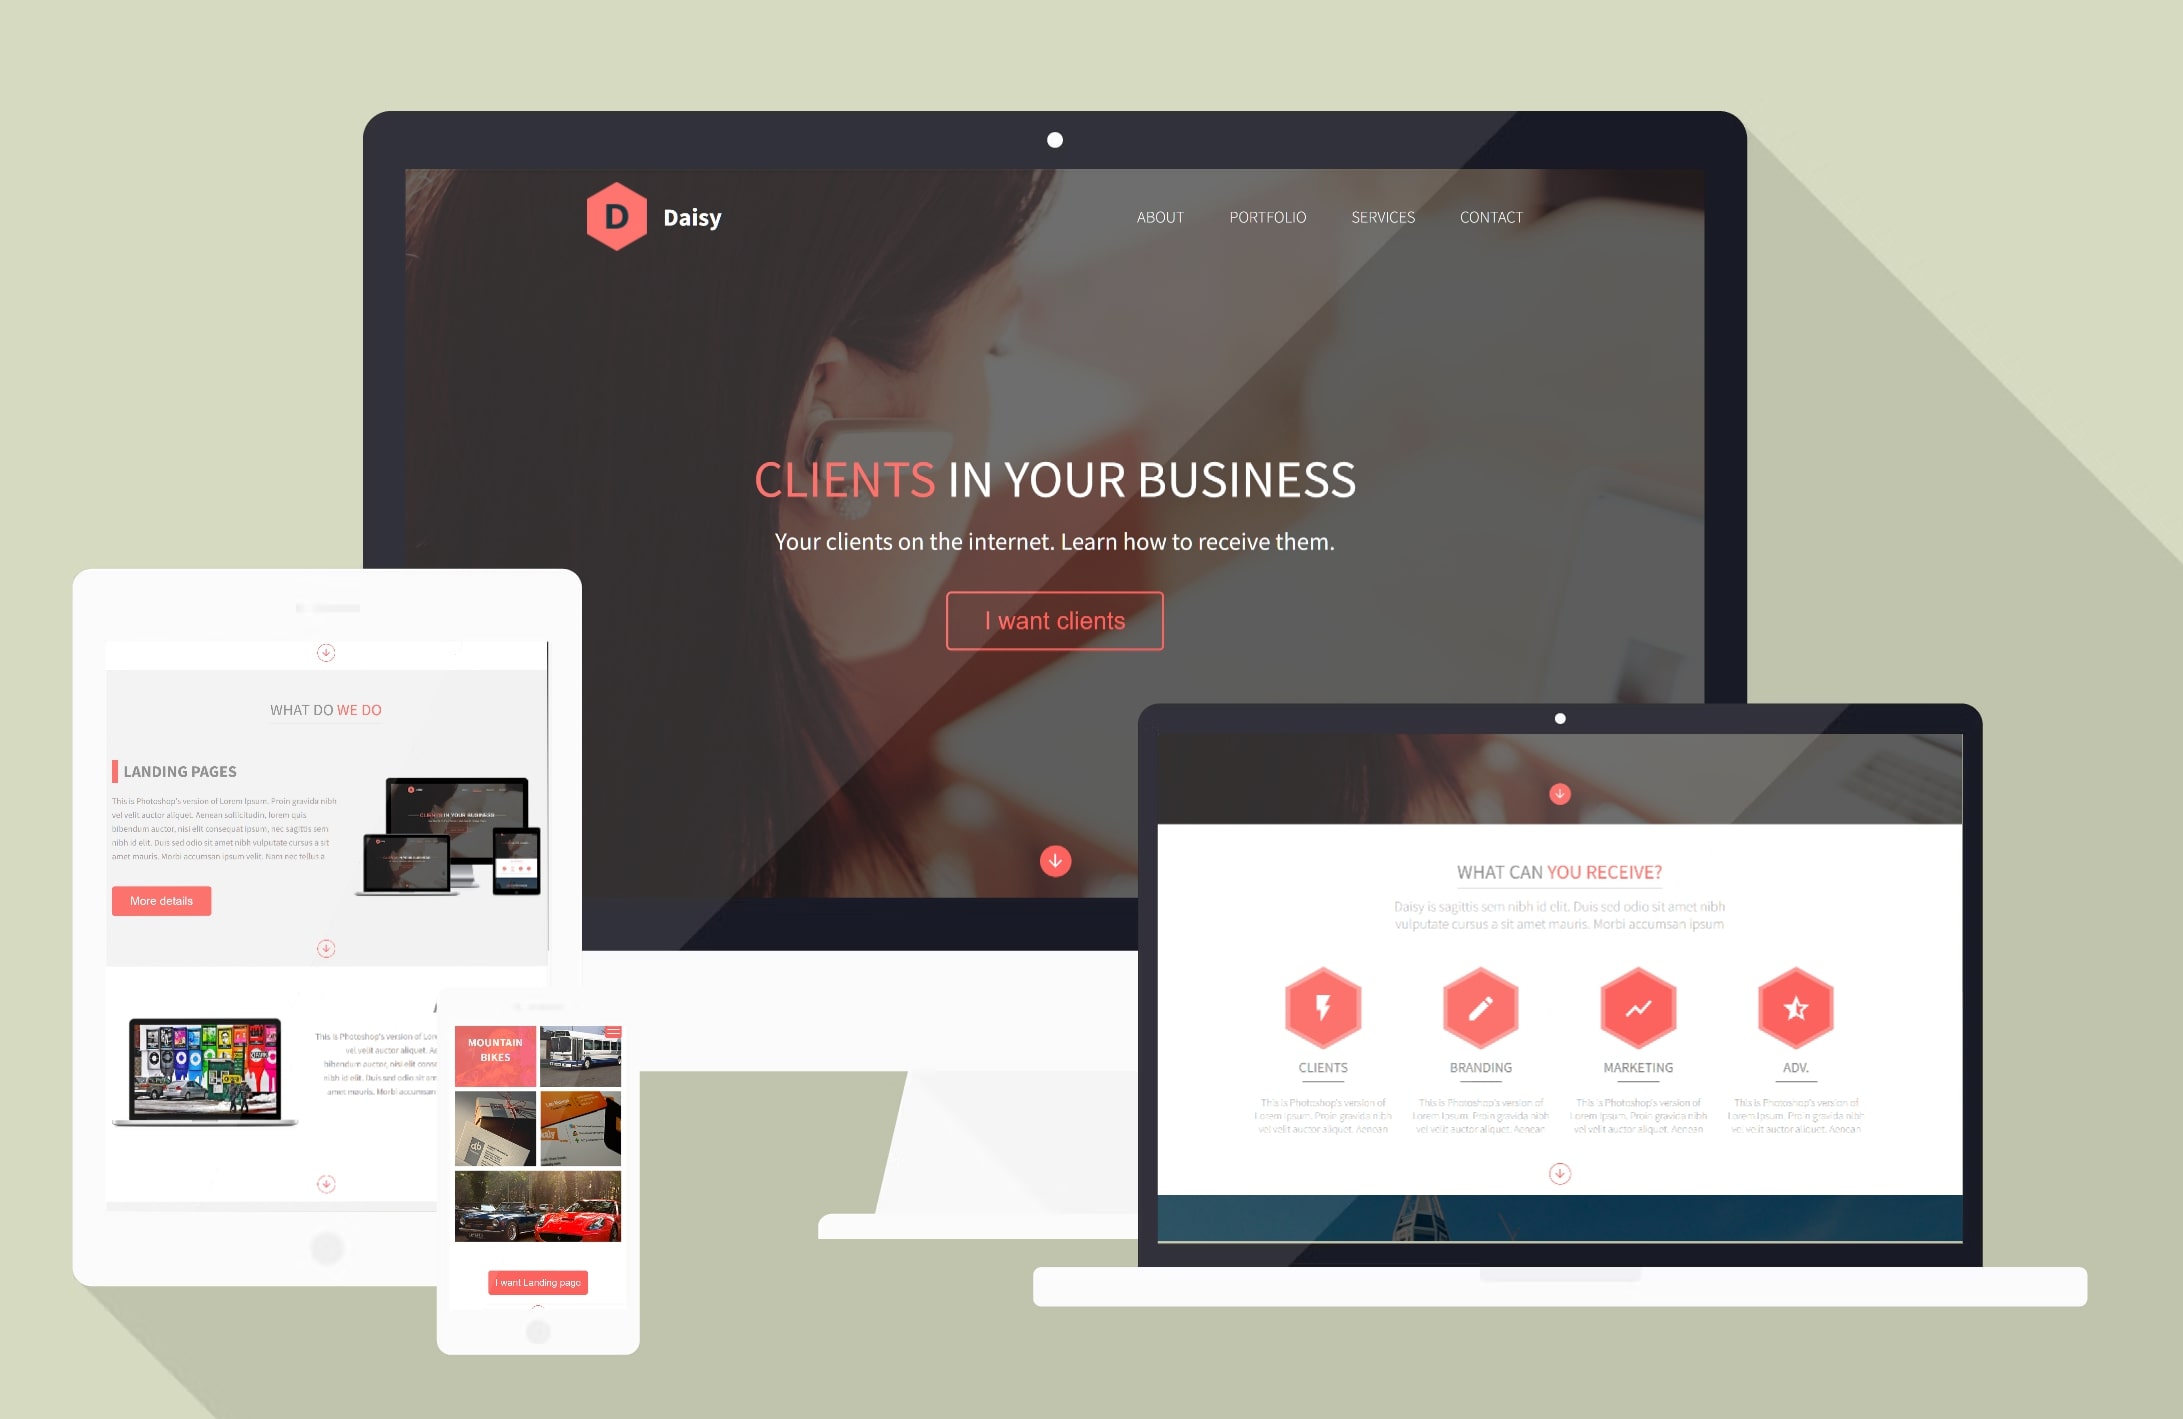 D
Daisy
ABOUT
PORTFOLIO
SERVICES
CONTACT
CLIENTS IN YOUR BUSINESS
Your clients on the internet. Learn how to receive them.
I want clients
WHAT DO WE DO
LANDING PAGES
This is Photoshop's version of Lorem Ipsum. Proin gravida nibh
vel velit auctor aliquet. Aenean sollicitudin, lorem quis
bibendum auctor, nisi elit consequat ipsum, nec sagittis sem
nibh id elit. Duis sed odio sit amet nibh vulputate cursus a sit
amet mauris. Morbi accumsan ipsum velit. Nam nec tellus a
More details
CLIENTS IN YOUR BUSINESS
This is Photoshop's version of
vel velit auctor aliquet.
bibendum auctor, nisi elit
nibh id elit. Duis sed odio sit
amet mauris. Morbi accumsan
MOUNTAIN
BIKES
db
I want Landing page
WHAT CAN YOU RECEIVE?
Daisy is sagittis sem nibh id elit. Duis sed odio sit amet nibh
vulputate cursus a sit amet mauris. Morbi accumsan ipsum
CLIENTS
This is Photoshop's version of
Lorem Ipsum. Proin gravida nibh
vel velit auctor aliquet. Aenean
BRANDING
This is Photoshop's version of
Lorem Ipsum. Proin gravida nibh
vel velit auctor aliquet. Aenean
MARKETING
This is Photoshop's version of
Lorem Ipsum. Proin gravida nibh
vel velit auctor aliquet. Aenean
ADV.
This is Photoshop's version of
Lorem Ipsum. Proin gravida nibh
vel velit auctor aliquet. Aenean